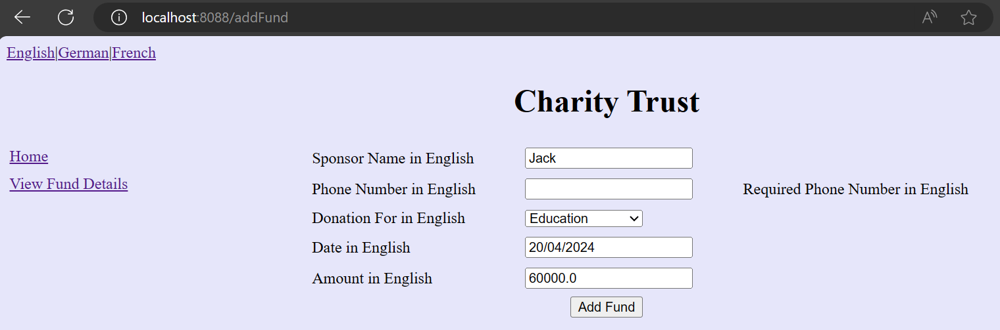 localhost:8088/addFund
English|German|French
Charity Trust
Home
View Fund Details
Sponsor Name in English Jack
Phone Number in English Required Phone Number in English
Donation For in English Education
Date in English 20/04/2024
Amount in English 60000.0
Add Fund